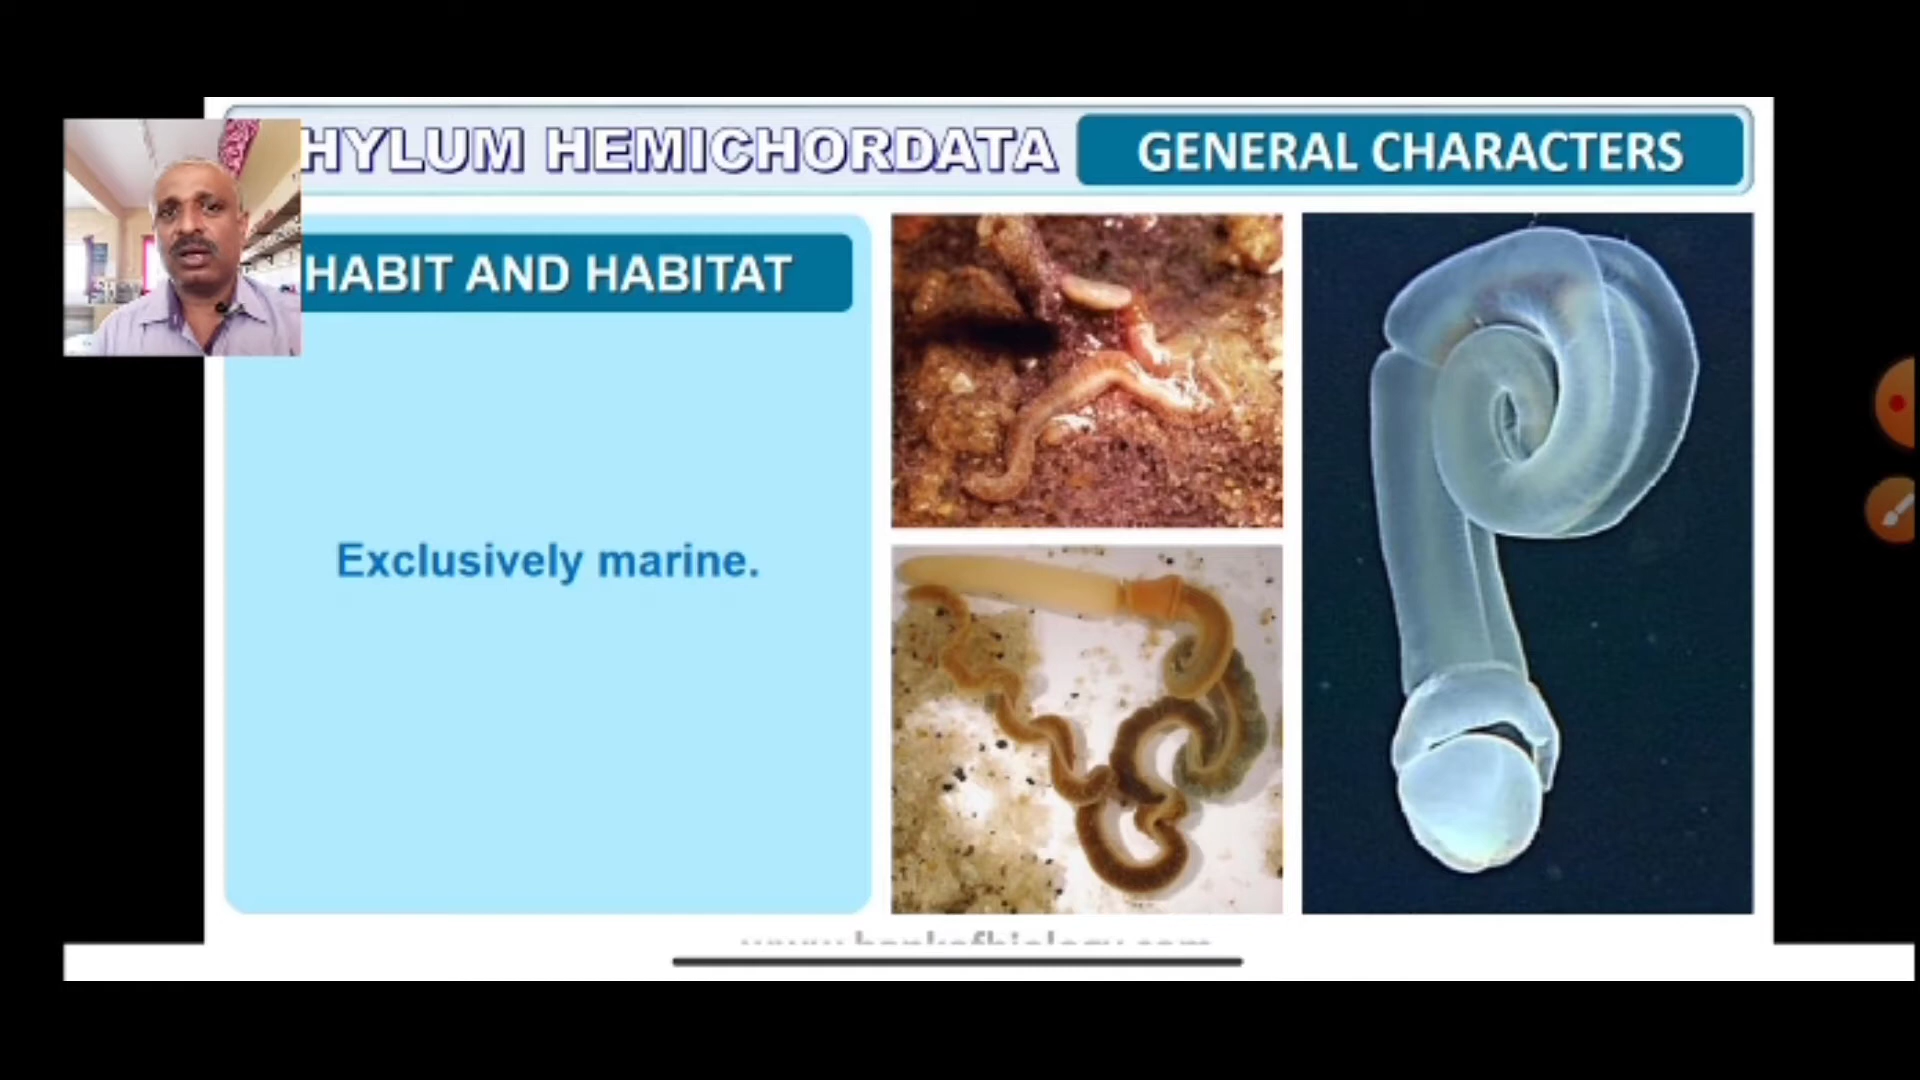 HYLUM HEMICHORDATA GENERAL CHARACTERS
HABIT AND HABITAT
Exclusively marine.